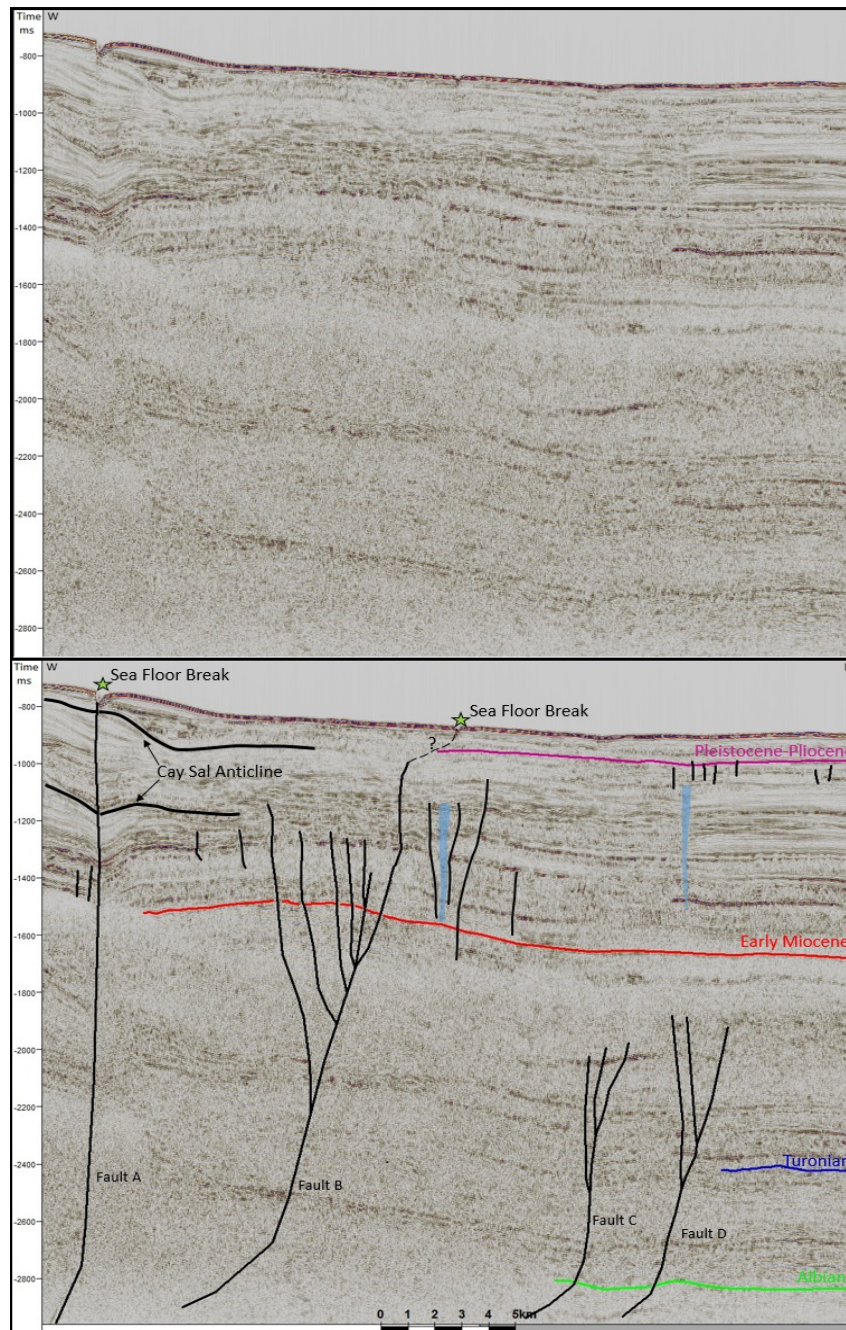 Time W
ms
-800
-1000
-1200
-1400
-1600
-1800
-2000
-2200
-2400
-2600
-2800
Time W
ms
Sea Floor Break
-800
Sea Floor Break
?
Pleistocene-Pliocene
-1000
Cay Sal Anticline
-1200
-1400
-1600
Early Miocene
-1800
-2000
-2200
-2400
Turonian
Fault A
Fault B
-2600
Fault C
Fault D
-2800
Albian
0 1 2 3 4 5km